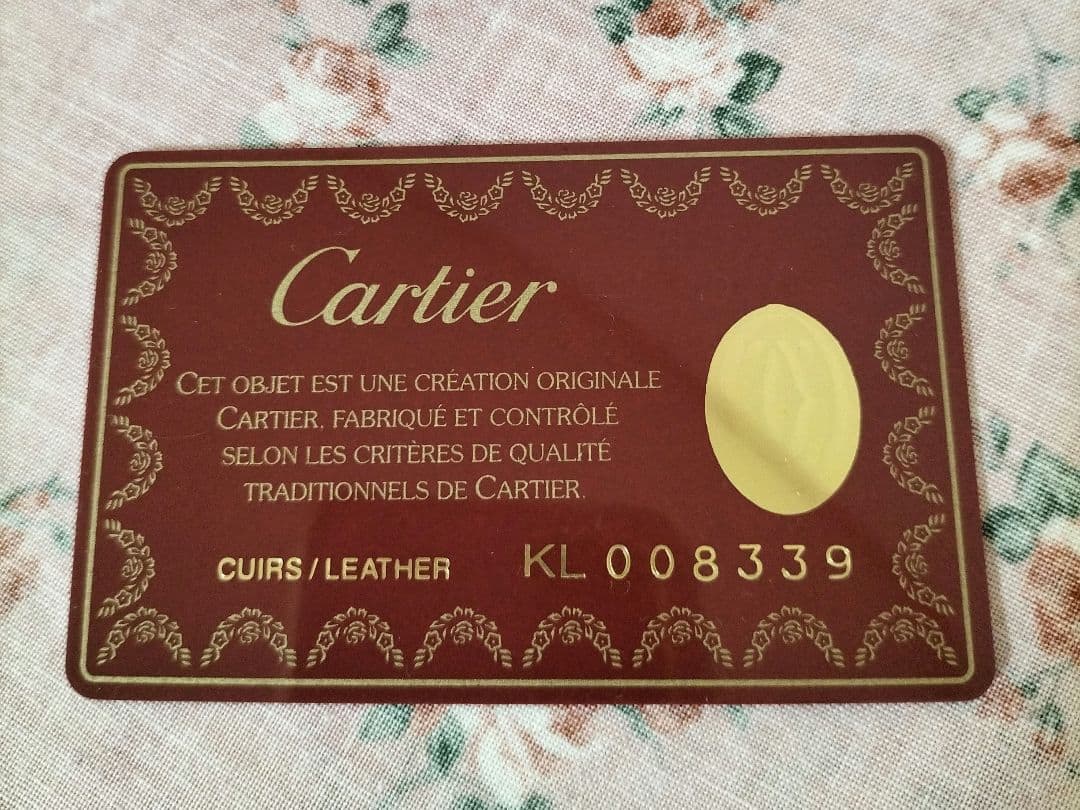 Cartier
CET OBJET EST UNE CRÉATION ORIGINALE
CARTIER, FABRIQUÉ ET CONTRÔLÉ
SELON LES CRITÈRES DE QUALITÉ
TRADITIONNELS DE CARTIER.
CUIRS/LEATHER KL 008339